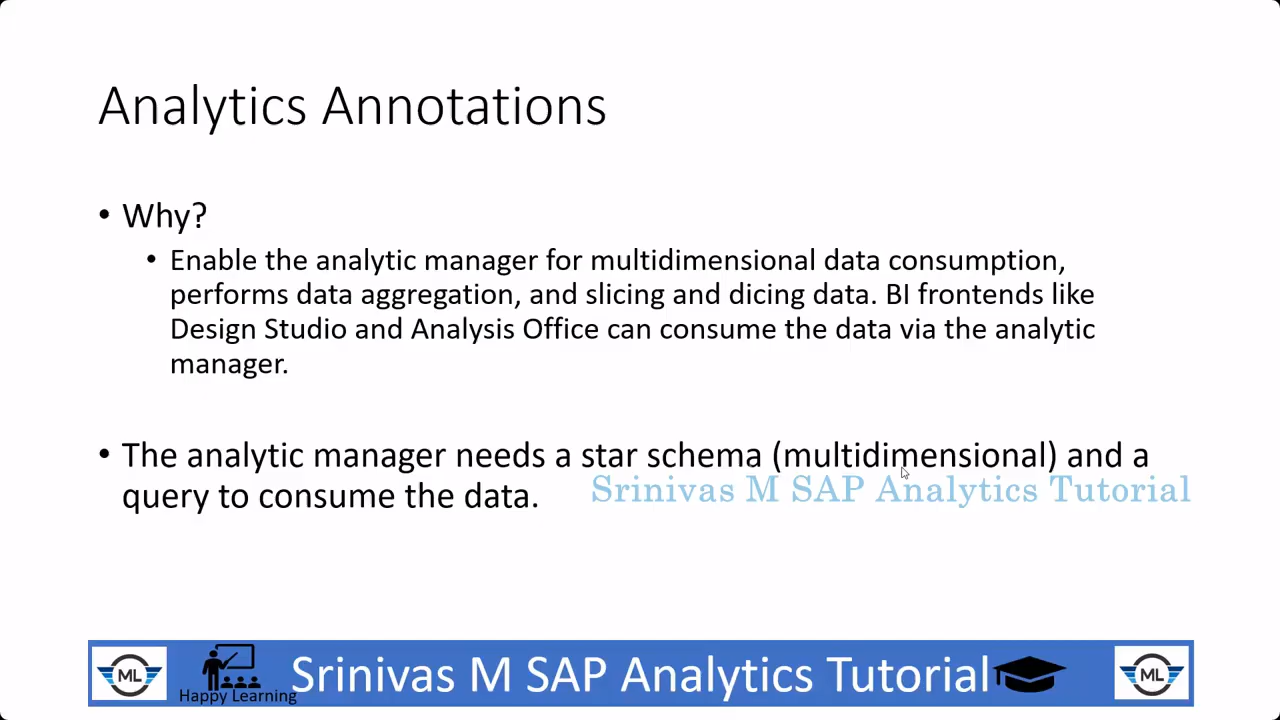 Analytics Annotations
• Why?
• Enable the analytic manager for multidimensional data consumption,
performs data aggregation, and slicing and dicing data. BI frontends like
Design Studio and Analysis Office can consume the data via the analytic
manager.
• The analytic manager needs a star schema (multidimensional) and a
query to consume the data.
Srinivas M SAP Analytics Tutorial
ML
Happy Learning
Srinivas M SAP Analytics Tutorial
ML